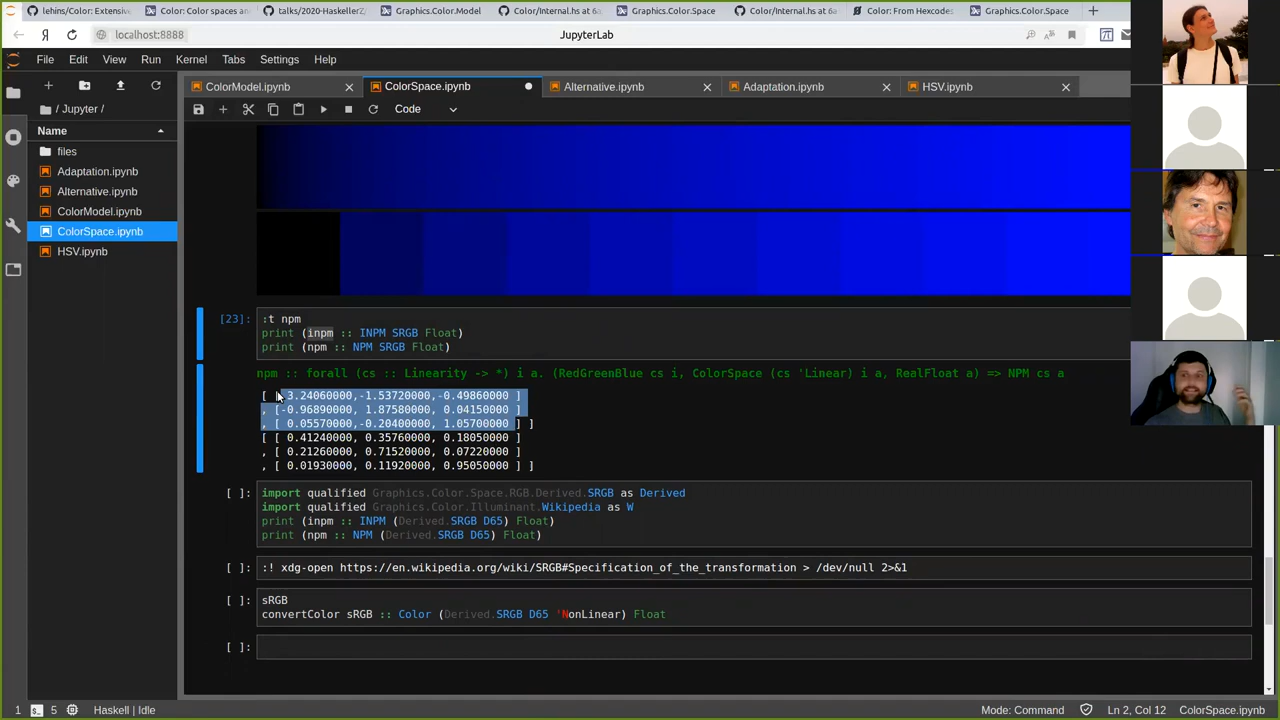 lehins/Color: Extensiv
Color: Color spaces an
talks/2020-HaskellerZ/
Graphics.Color.Model
Color/Internal.hs at 6a
Graphics.Color.Space
Color/Internal.hs at 6a
Color: From Hexcodes
Graphics.Color.Space
localhost:8888
JupyterLab
File Edit View Run Kernel Tabs Settings Help
ColorModel.ipynb
ColorSpace.ipynb
Alternative.ipynb
Adaptation.ipynb
HSV.ipynb
/ Jupyter /
Code
Name
files
Adaptation.ipynb
Alternative.ipynb
ColorModel.ipynb
ColorSpace.ipynb
HSV.ipynb
[23]: :t npm
print (inpm :: INPM SRGB Float)
print (npm :: NPM SRGB Float)
npm :: forall (cs :: Linearity -> *) i a. (RedGreenBlue cs i, ColorSpace (cs 'Linear) i a, RealFloat a) => NPM cs a
[ [ 3.24060000,-1.53720000,-0.49860000 ]
, [-0.96890000, 1.87580000, 0.04150000 ]
, [ 0.05570000,-0.20400000, 1.05700000 ] ]
[ [ 0.41240000, 0.35760000, 0.18050000 ]
, [ 0.21260000, 0.71520000, 0.07220000 ]
, [ 0.01930000, 0.11920000, 0.95050000 ] ]
[ ]: import qualified Graphics.Color.Space.RGB.Derived.SRGB as Derived
import qualified Graphics.Color.Illuminant.Wikipedia as W
print (inpm :: INPM (Derived.SRGB D65) Float)
print (npm :: NPM (Derived.SRGB D65) Float)
[ ]: :! xdg-open https://en.wikipedia.org/wiki/SRGB#Specification_of_the_transformation > /dev/null 2>&1
[ ]: sRGB
convertColor sRGB :: Color (Derived.SRGB D65 'NonLinear) Float
[ ]:
1 5 Haskell | Idle
Mode: Command Ln 2, Col 12 ColorSpace.ipynb